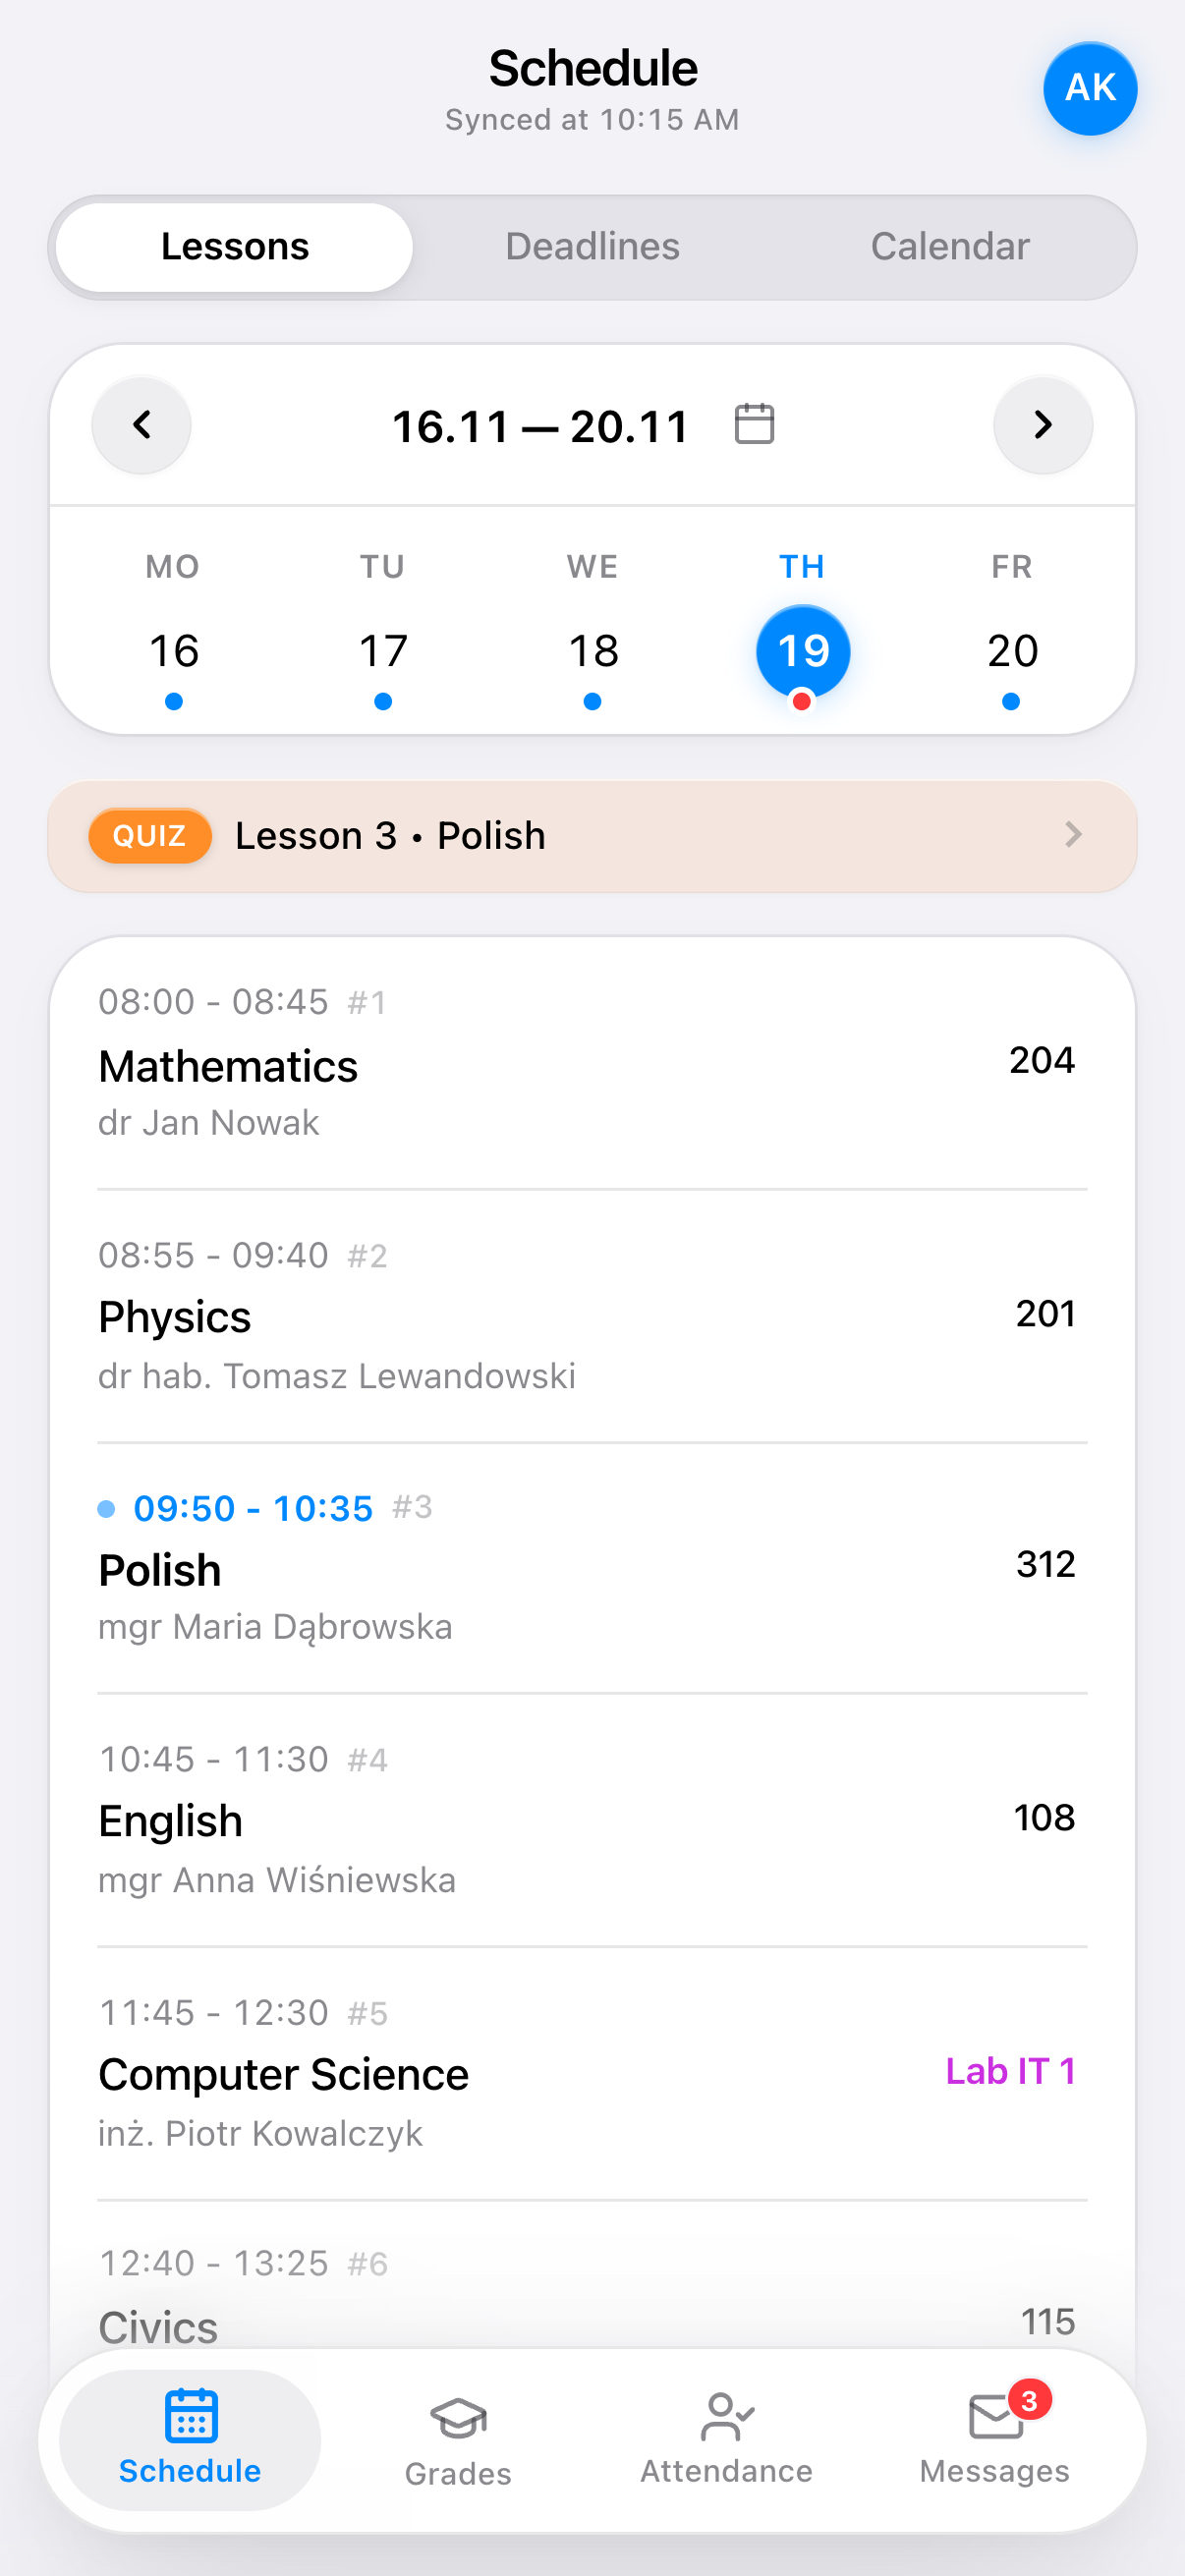 Schedule
Synced at 10:15 AM
AK
Lessons Deadlines Calendar
16.11 — 20.11
MO TU WE TH FR
16 17 18 19 20
QUIZ Lesson 3 • Polish
08:00 - 08:45 #1
Mathematics 204
dr Jan Nowak
08:55 - 09:40 #2
Physics 201
dr hab. Tomasz Lewandowski
09:50 - 10:35 #3
Polish 312
mgr Maria Dąbrowska
10:45 - 11:30 #4
English 108
mgr Anna Wiśniewska
11:45 - 12:30 #5
Computer Science Lab IT 1
inż. Piotr Kowalczyk
12:40 - 13:25 #6
Civics 115
3
Schedule Grades Attendance Messages